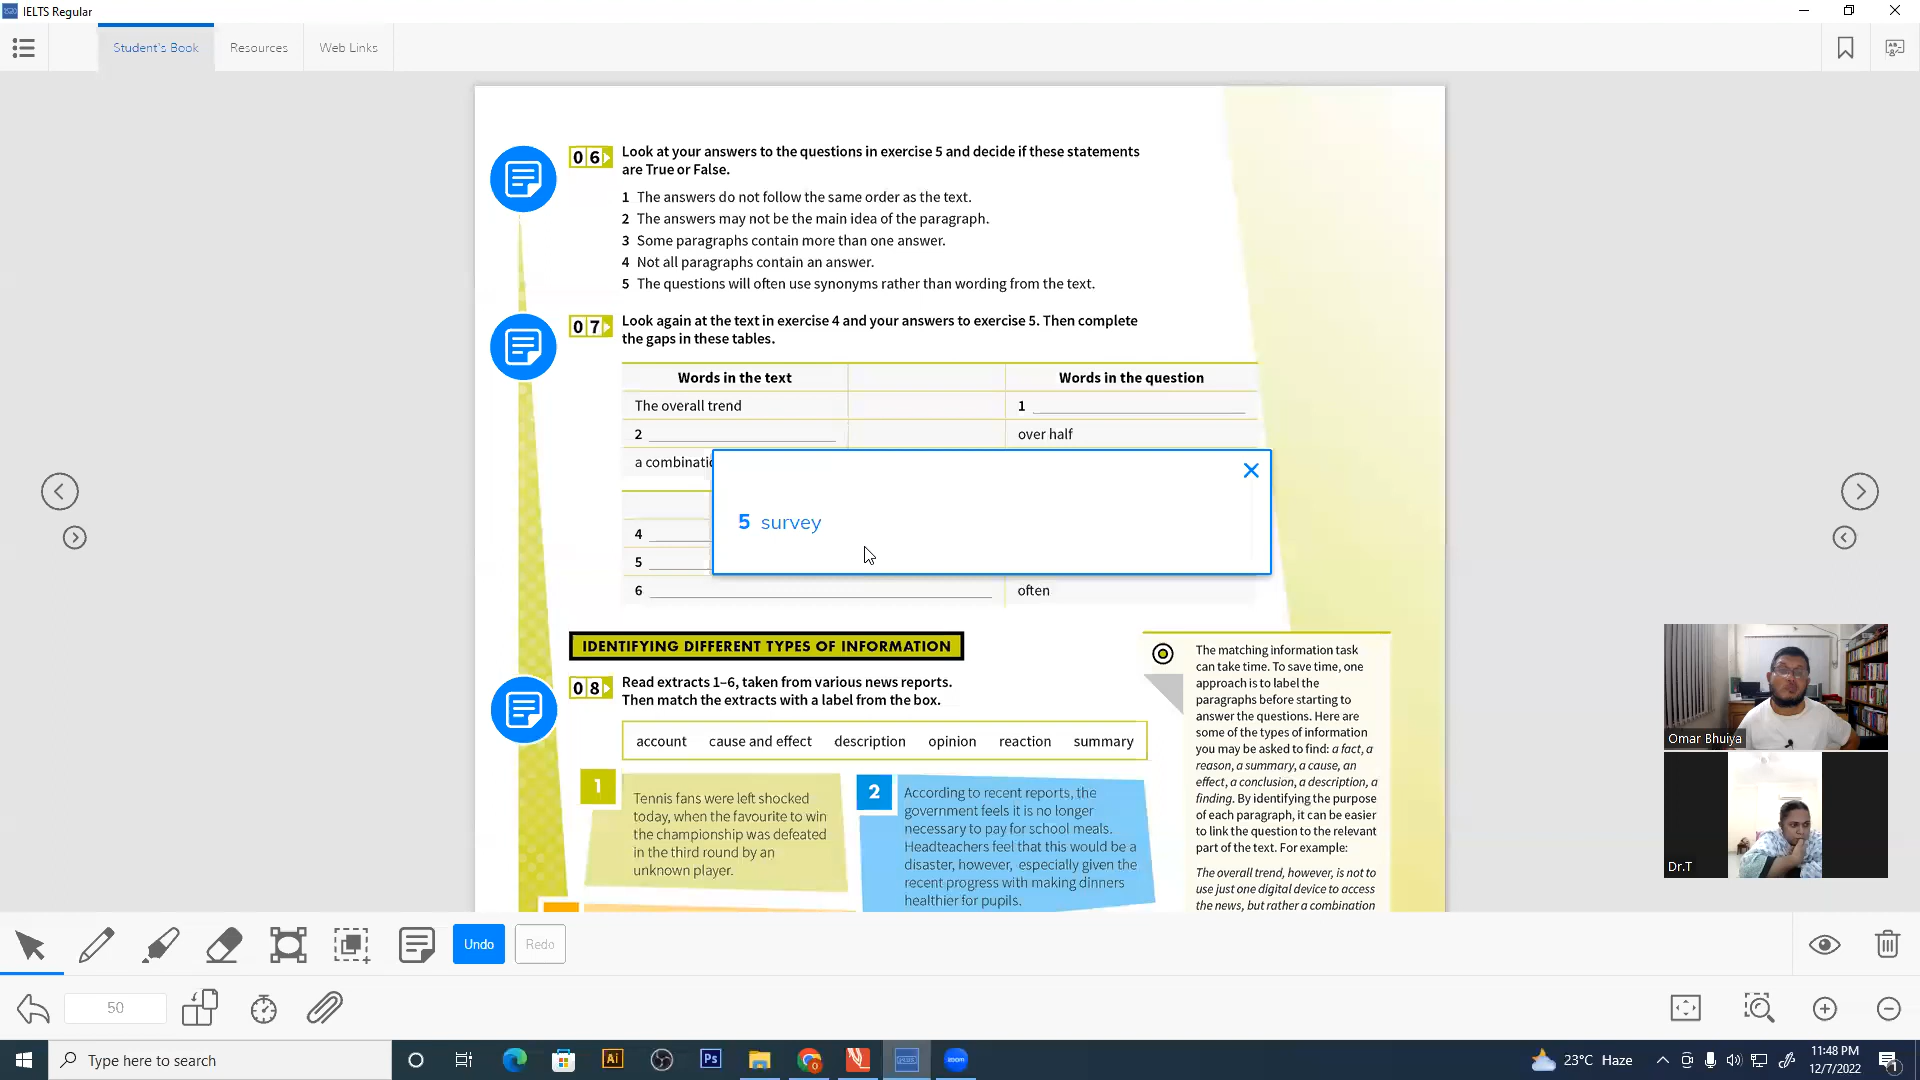 IELTS Regular
Student's Book
Resources
Web Links
06
Look at your answers to the questions in exercise 5 and decide if these statements
are True or False.
1 The answers do not follow the same order as the text.
2 The answers may not be the main idea of the paragraph.
3 Some paragraphs contain more than one answer.
4 Not all paragraphs contain an answer.
5 The questions will often use synonyms rather than wording from the text.
07
Look again at the text in exercise 4 and your answers to exercise 5. Then complete
the gaps in these tables.
Words in the text
Words in the question
The overall trend
1
2
over half
a combinatio
5 survey
4
5
6
often
IDENTIFYING DIFFERENT TYPES OF INFORMATION
08
Read extracts 1–6, taken from various news reports.
Then match the extracts with a label from the box.
account cause and effect description opinion reaction summary
1
Tennis fans were left shocked
today, when the favourite to win
the championship was defeated
in the third round by an
unknown player.
2
According to recent reports, the
government feels it is no longer
necessary to pay for school meals.
Headteachers feel that this would be a
disaster, however, especially given the
recent progress with making dinners
healthier for pupils.
The matching information task
can take time. To save time, one
approach is to label the
paragraphs before starting to
answer the questions. Here are
some of the types of information
you may be asked to find: a fact, a
reason, a summary, a cause, an
effect, a conclusion, a description, a
finding. By identifying the purpose
of each paragraph, it can be easier
to link the question to the relevant
part of the text. For example:
The overall trend, however, is not to
use just one digital device to access
the news, but rather a combination
Omar Bhuiya
Dr.T
Undo
Redo
50
Type here to search
Ai
Ps
zoom
23°C Haze
11:48 PM
12/7/2022
1